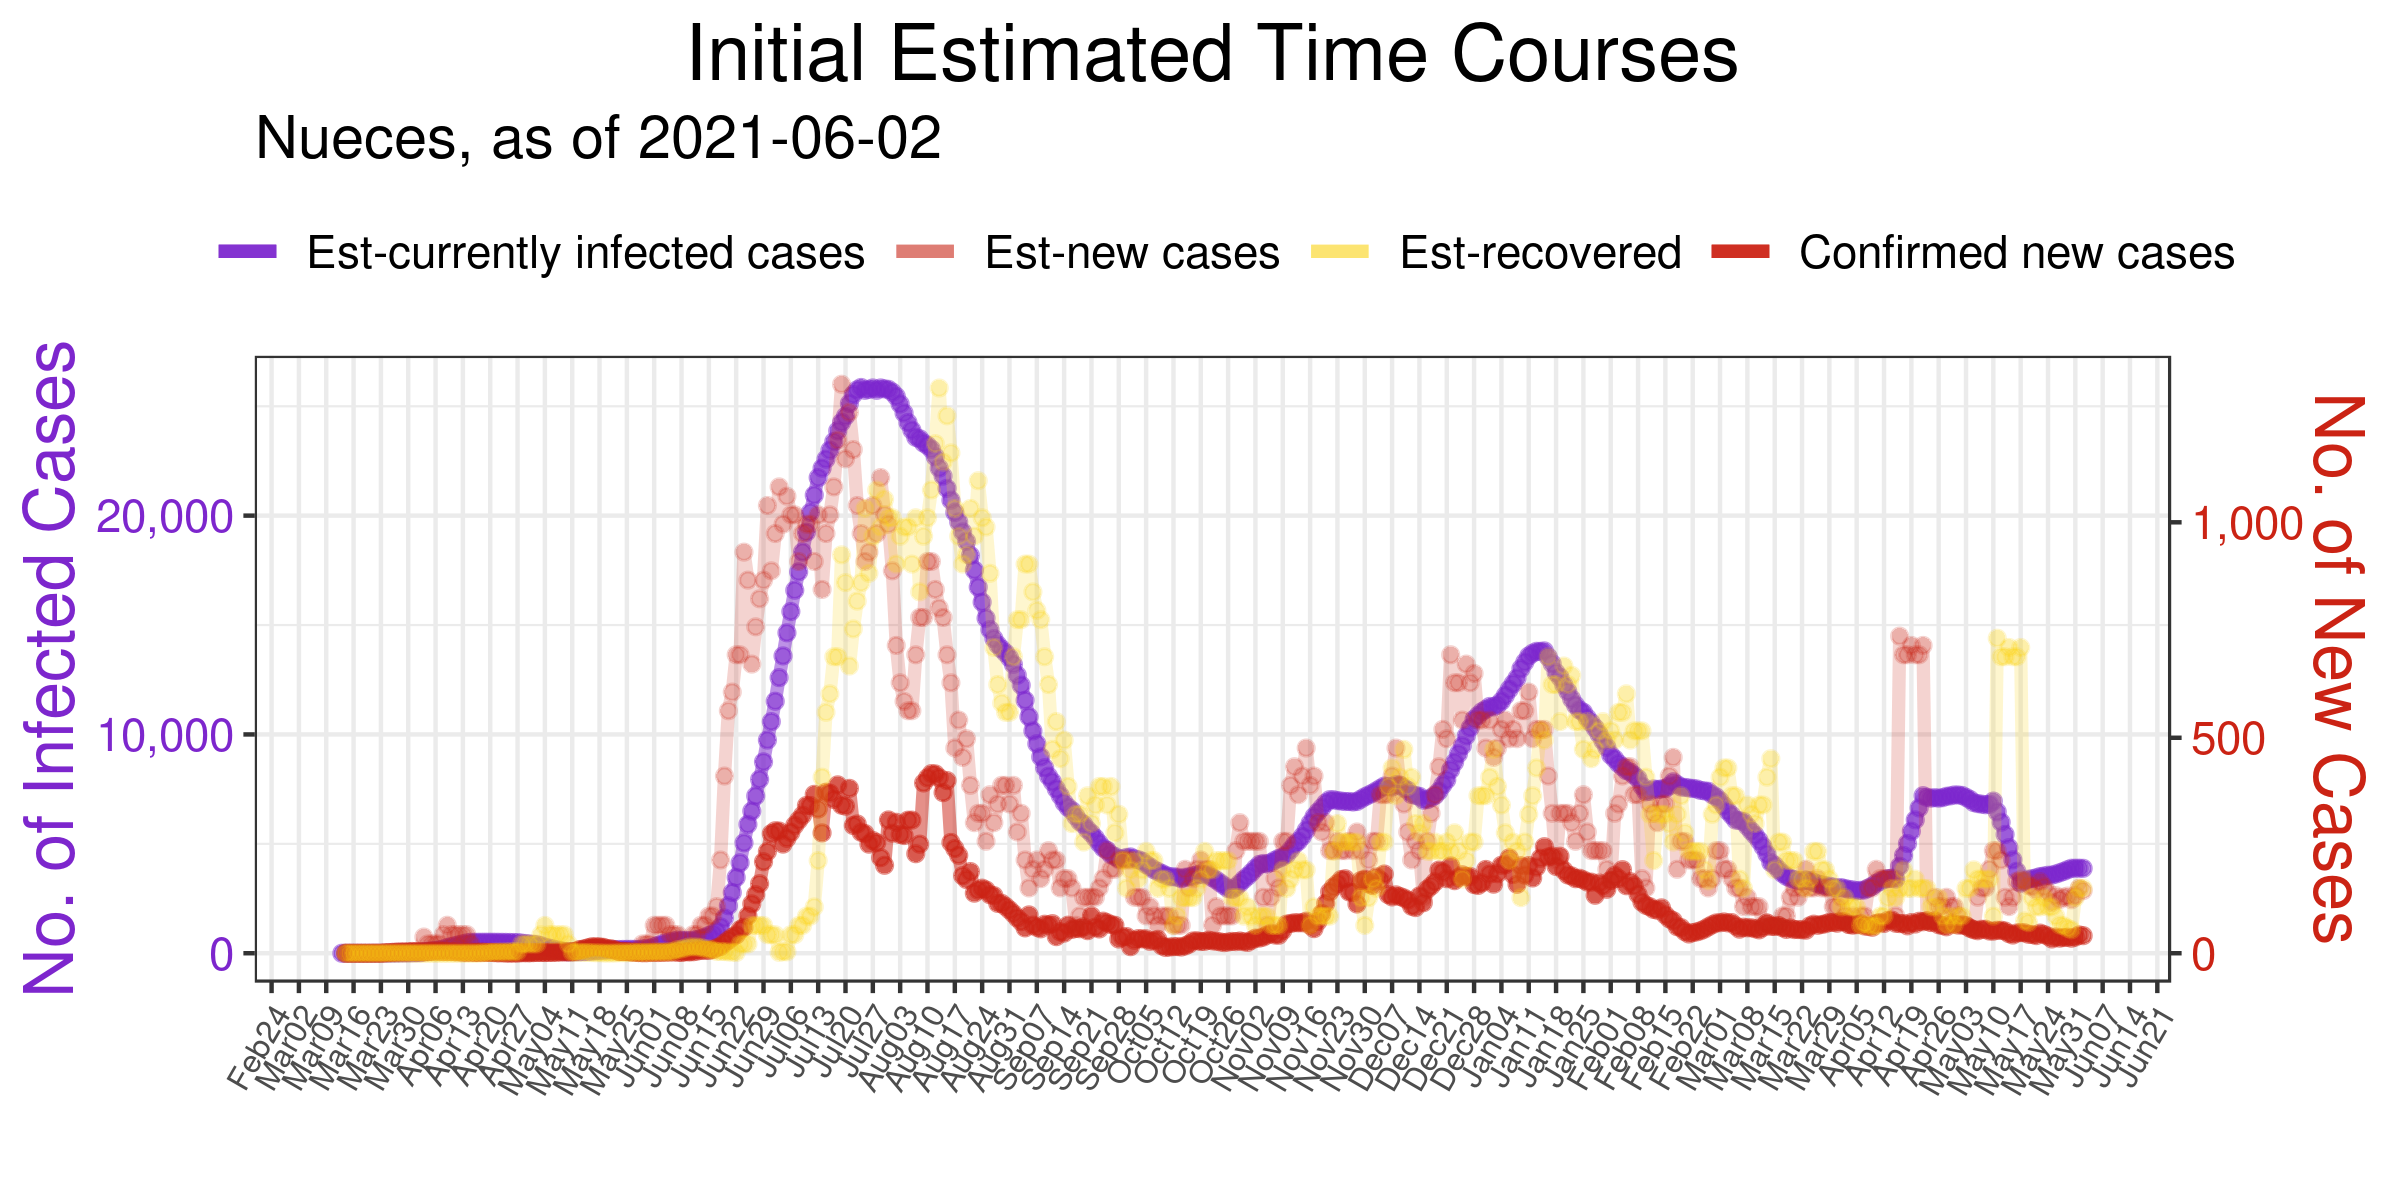 Initial Estimated Time Courses
Nueces, as of 2021-06-02
Est-currently infected cases Est-new cases Est-recovered Confirmed new cases
No. of Infected Cases
20,000
10,000
0
1,000
500
0
No. of New Cases
Feb24 Mar02 Mar09 Mar16 Mar23 Mar30 Apr06 Apr13 Apr20 Apr27 May04 May11 May18 May25 Jun01 Jun08 Jun15 Jun22 Jun29 Jul06 Jul13 Jul20 Jul27 Aug03 Aug10 Aug17 Aug24 Aug31 Sep07 Sep14 Sep21 Sep28 Oct05 Oct12 Oct19 Oct26 Nov02 Nov09 Nov16 Nov23 Nov30 Dec07 Dec14 Dec21 Dec28 Jan04 Jan11 Jan18 Jan25 Feb01 Feb08 Feb15 Feb22 Mar01 Mar08 Mar15 Mar22 Mar29 Apr05 Apr12 Apr19 Apr26 May03 May10 May17 May24 May31 Jun07 Jun14 Jun21